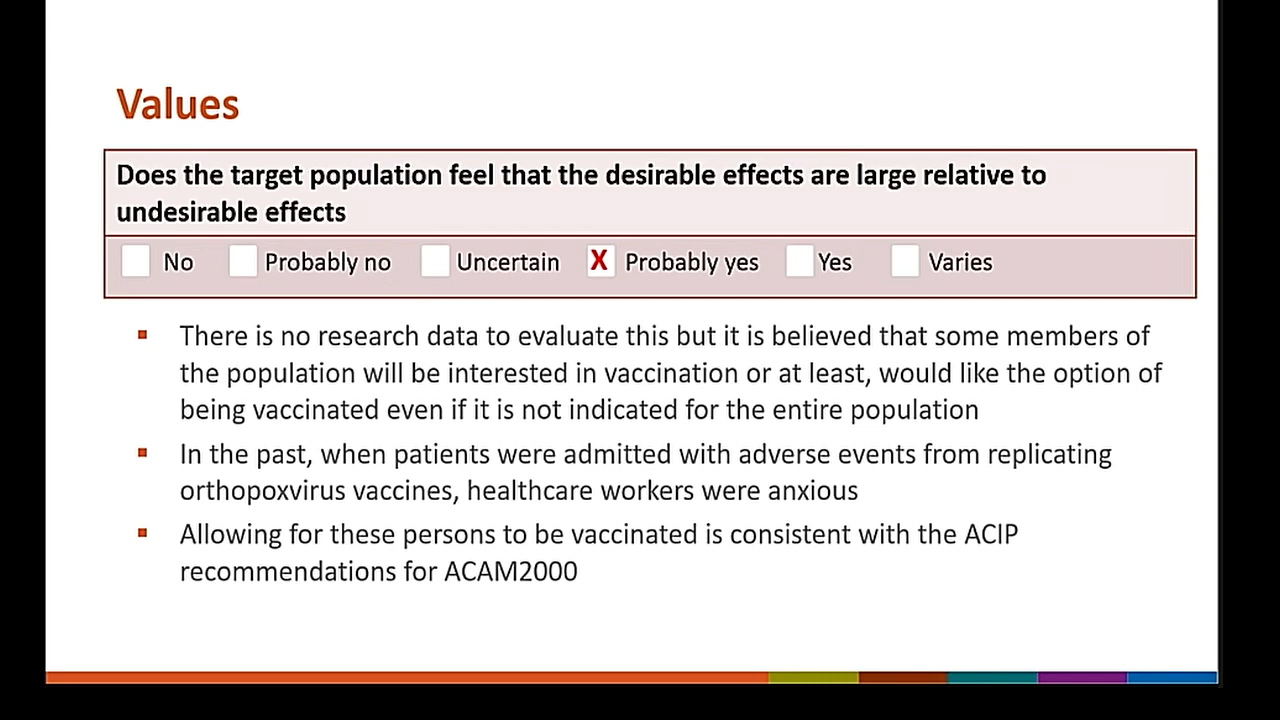 Values
Does the target population feel that the desirable effects are large relative to
undesirable effects
No Probably no Uncertain X Probably yes Yes Varies
There is no research data to evaluate this but it is believed that some members of
the population will be interested in vaccination or at least, would like the option of
being vaccinated even if it is not indicated for the entire population
In the past, when patients were admitted with adverse events from replicating
orthopoxvirus vaccines, healthcare workers were anxious
Allowing for these persons to be vaccinated is consistent with the ACIP
recommendations for ACAM2000